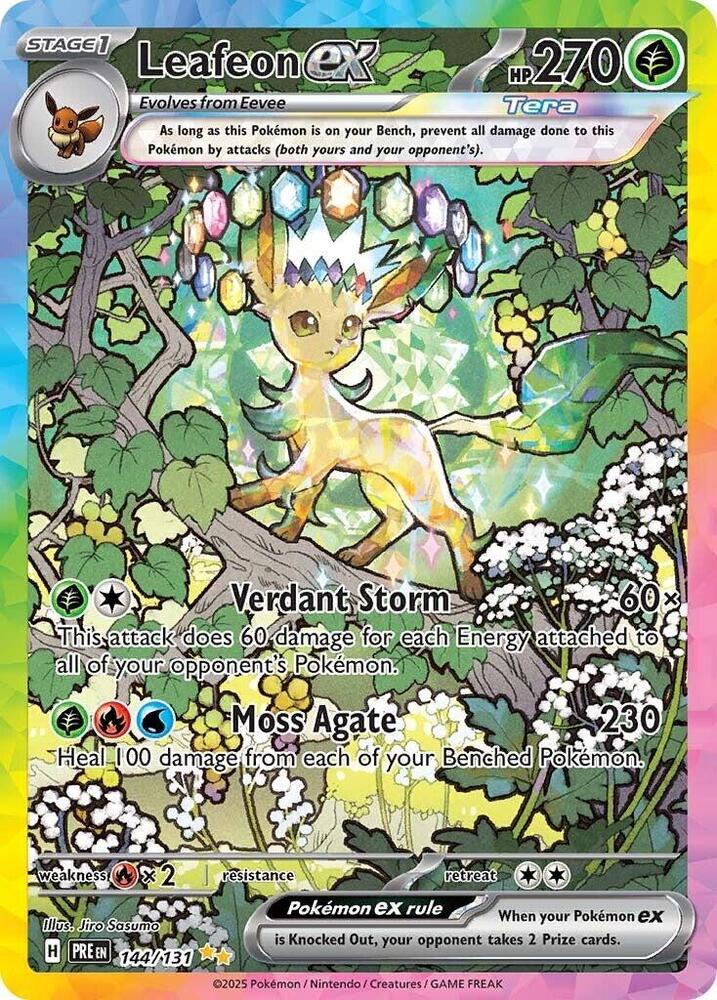 STAGE 1
Leafeon ex
HP 270
Evolves from Eevee
Tera
As long as this Pokémon is on your Bench, prevent all damage done to this
Pokémon by attacks (both yours and your opponent's).
Verdant Storm 60×
This attack does 60 damage for each Energy attached to
all of your opponent's Pokémon.
Moss Agate 230
Heal 100 damage from each of your Benched Pokémon.
weakness × 2 resistance retreat
Pokémon ex rule
When your Pokémon ex
is Knocked Out, your opponent takes 2 Prize cards.
Illus. Jiro Sasumo
H PRE EN 144/131
©2025 Pokémon / Nintendo / Creatures / GAME FREAK